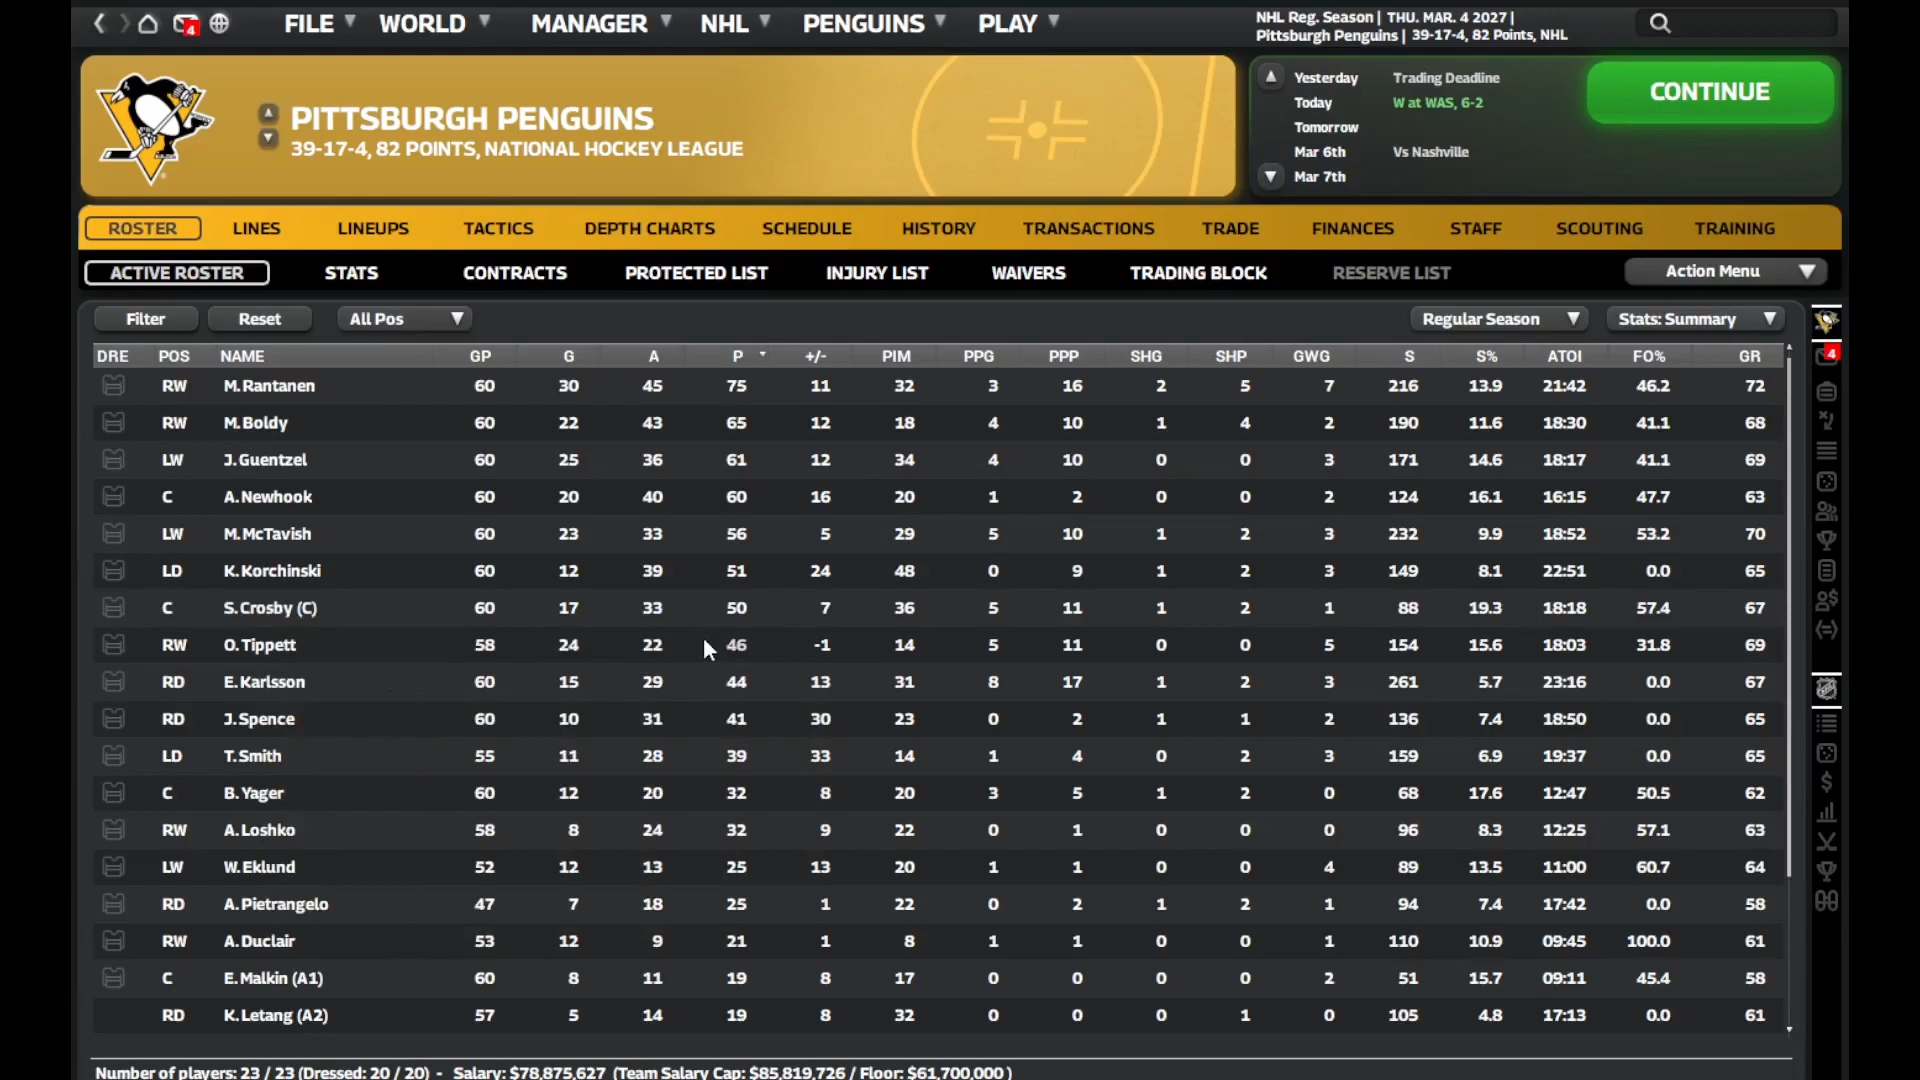 FILE WORLD MANAGER NHL PENGUINS PLAY
NHL Reg. Season | THU. MAR. 4 2027 |
Pittsburgh Penguins | 39-17-4, 82 Points, NHL
4
PITTSBURGH PENGUINS
39-17-4, 82 POINTS, NATIONAL HOCKEY LEAGUE
Yesterday Trading Deadline
Today W at WAS, 6-2
Tomorrow
Mar 6th Vs Nashville
Mar 7th
CONTINUE
ROSTER LINES LINEUPS TACTICS DEPTH CHARTS SCHEDULE HISTORY TRANSACTIONS TRADE FINANCES STAFF SCOUTING TRAINING
ACTIVE ROSTER STATS CONTRACTS PROTECTED LIST INJURY LIST WAIVERS TRADING BLOCK RESERVE LIST Action Menu
Filter Reset All Pos Regular Season Stats: Summary
DRE POS NAME GP G A P +/- PIM PPG PPP SHG SHP GWG S S% ATOI FO% GR
4
RW M. Rantanen 60 30 45 75 11 32 3 16 2 5 7 216 13.9 21:42 46.2 72
RW M. Boldy 60 22 43 65 12 18 4 10 1 4 2 190 11.6 18:30 41.1 68
LW J. Guentzel 60 25 36 61 12 34 4 10 0 0 3 171 14.6 18:17 41.1 69
C A. Newhook 60 20 40 60 16 20 1 2 0 0 2 124 16.1 16:15 47.7 63
LW M. McTavish 60 23 33 56 5 29 5 10 1 2 3 232 9.9 18:52 53.2 70
LD K. Korchinski 60 12 39 51 24 48 0 9 1 2 3 149 8.1 22:51 0.0 65
C S. Crosby (C) 60 17 33 50 7 36 5 11 1 2 1 88 19.3 18:18 57.4 67
RW O. Tippett 58 24 22 46 -1 14 5 11 0 0 5 154 15.6 18:03 31.8 69
RD E. Karlsson 60 15 29 44 13 31 8 17 1 2 3 261 5.7 23:16 0.0 67
RD J. Spence 60 10 31 41 30 23 0 2 1 1 2 136 7.4 18:50 0.0 65
LD T. Smith 55 11 28 39 33 14 1 4 0 2 3 159 6.9 19:37 0.0 65
C B. Yager 60 12 20 32 8 20 3 5 1 2 0 68 17.6 12:47 50.5 62
RW A. Loshko 58 8 24 32 9 22 0 1 0 0 0 96 8.3 12:25 57.1 63
LW W. Eklund 52 12 13 25 13 20 1 1 0 0 4 89 13.5 11:00 60.7 64
RD A. Pietrangelo 47 7 18 25 1 22 0 2 1 2 1 94 7.4 17:42 0.0 58
RW A. Duclair 53 12 9 21 1 8 1 1 0 0 1 110 10.9 09:45 100.0 61
C E. Malkin (A1) 60 8 11 19 8 17 0 0 0 0 2 51 15.7 09:11 45.4 58
RD K. Letang (A2) 57 5 14 19 8 32 0 0 0 1 0 105 4.8 17:13 0.0 61
Number of players: 23 / 23 (Dressed: 20 / 20) - Salary: $78,875,627 (Team Salary Cap: $85,819,726 / Floor: $61,700,000 )